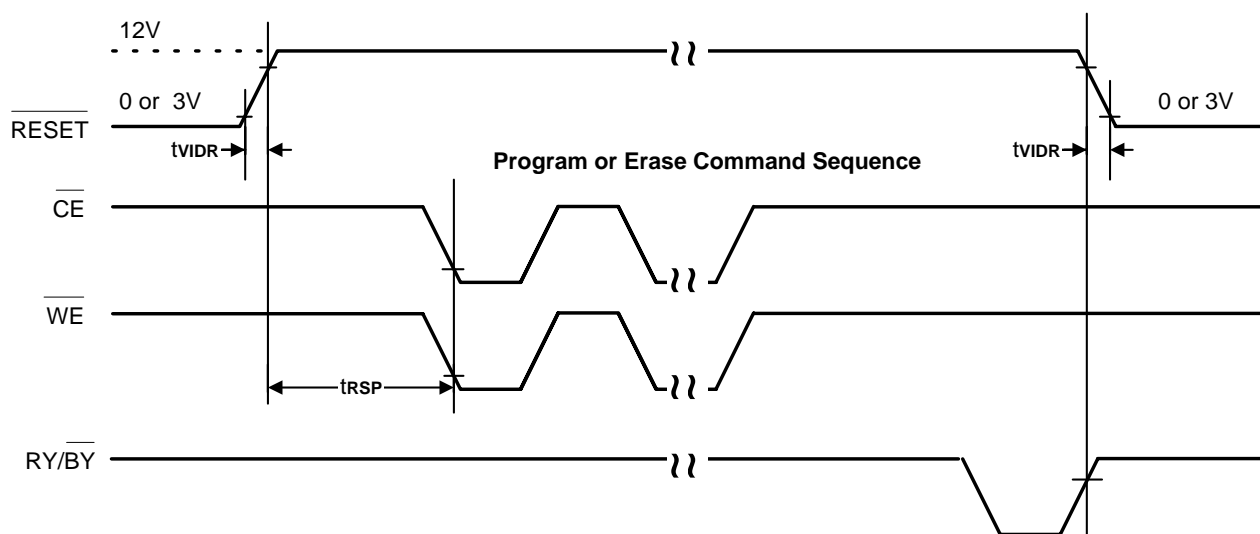 12V
0 or 3V
0 or 3V
RESET
tVIDR
tVIDR
Program or Erase Command Sequence
CE
WE
tRSP
RY/BY